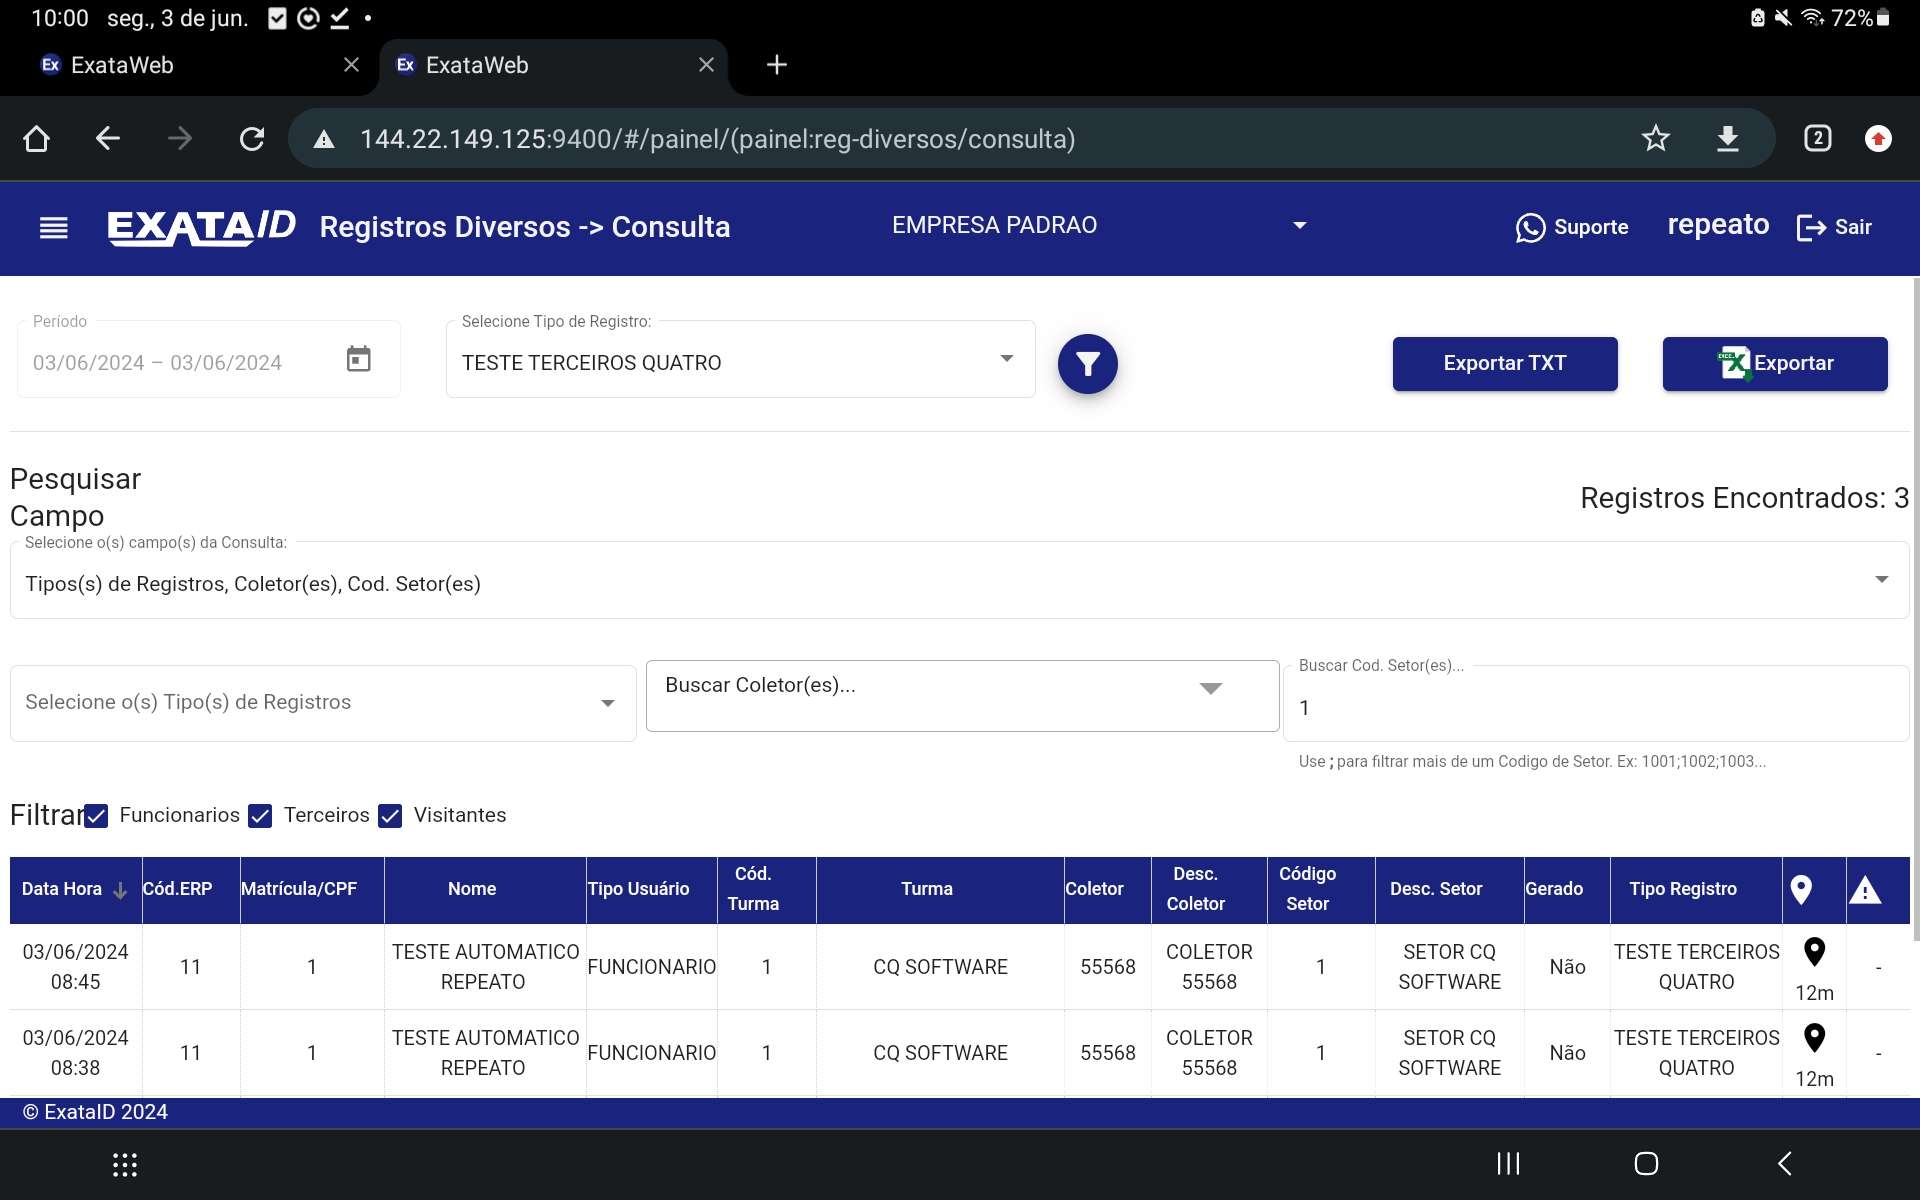 10:00 seg., 3 de jun. 72%
Ex ExataWeb Ex ExataWeb
144.22.149.125:9400/#/painel/(painel:reg-diversos/consulta) 2
EXATA/D Registros Diversos -> Consulta EMPRESA PADRAO Suporte repeato Sair
Período Selecione Tipo de Registro:
03/06/2024 – 03/06/2024 TESTE TERCEIROS QUATRO Exportar TXT Exportar
Pesquisar
Campo
Registros Encontrados: 3
Selecione o(s) campo(s) da Consulta:
Tipos(s) de Registros, Coletor(es), Cod. Setor(es)
Buscar Cod. Setor(es)...
Selecione o(s) Tipo(s) de Registros Buscar Coletor(es)... 1
Use ; para filtrar mais de um Codigo de Setor. Ex: 1001;1002;1003...
Filtrar Funcionarios Terceiros Visitantes
Data Hora Cód.ERP Matrícula/CPF Nome Tipo Usuário Cód. Turma Turma Coletor Desc. Coletor Código Setor Desc. Setor Gerado Tipo Registro
03/06/2024 08:45 11 1 TESTE AUTOMATICO REPEATO FUNCIONARIO 1 CQ SOFTWARE 55568 COLETOR 55568 1 SETOR CQ SOFTWARE Não TESTE TERCEIROS QUATRO 12m -
03/06/2024 08:38 11 1 TESTE AUTOMATICO REPEATO FUNCIONARIO 1 CQ SOFTWARE 55568 COLETOR 55568 1 SETOR CQ SOFTWARE Não TESTE TERCEIROS QUATRO 12m -
© ExataID 2024